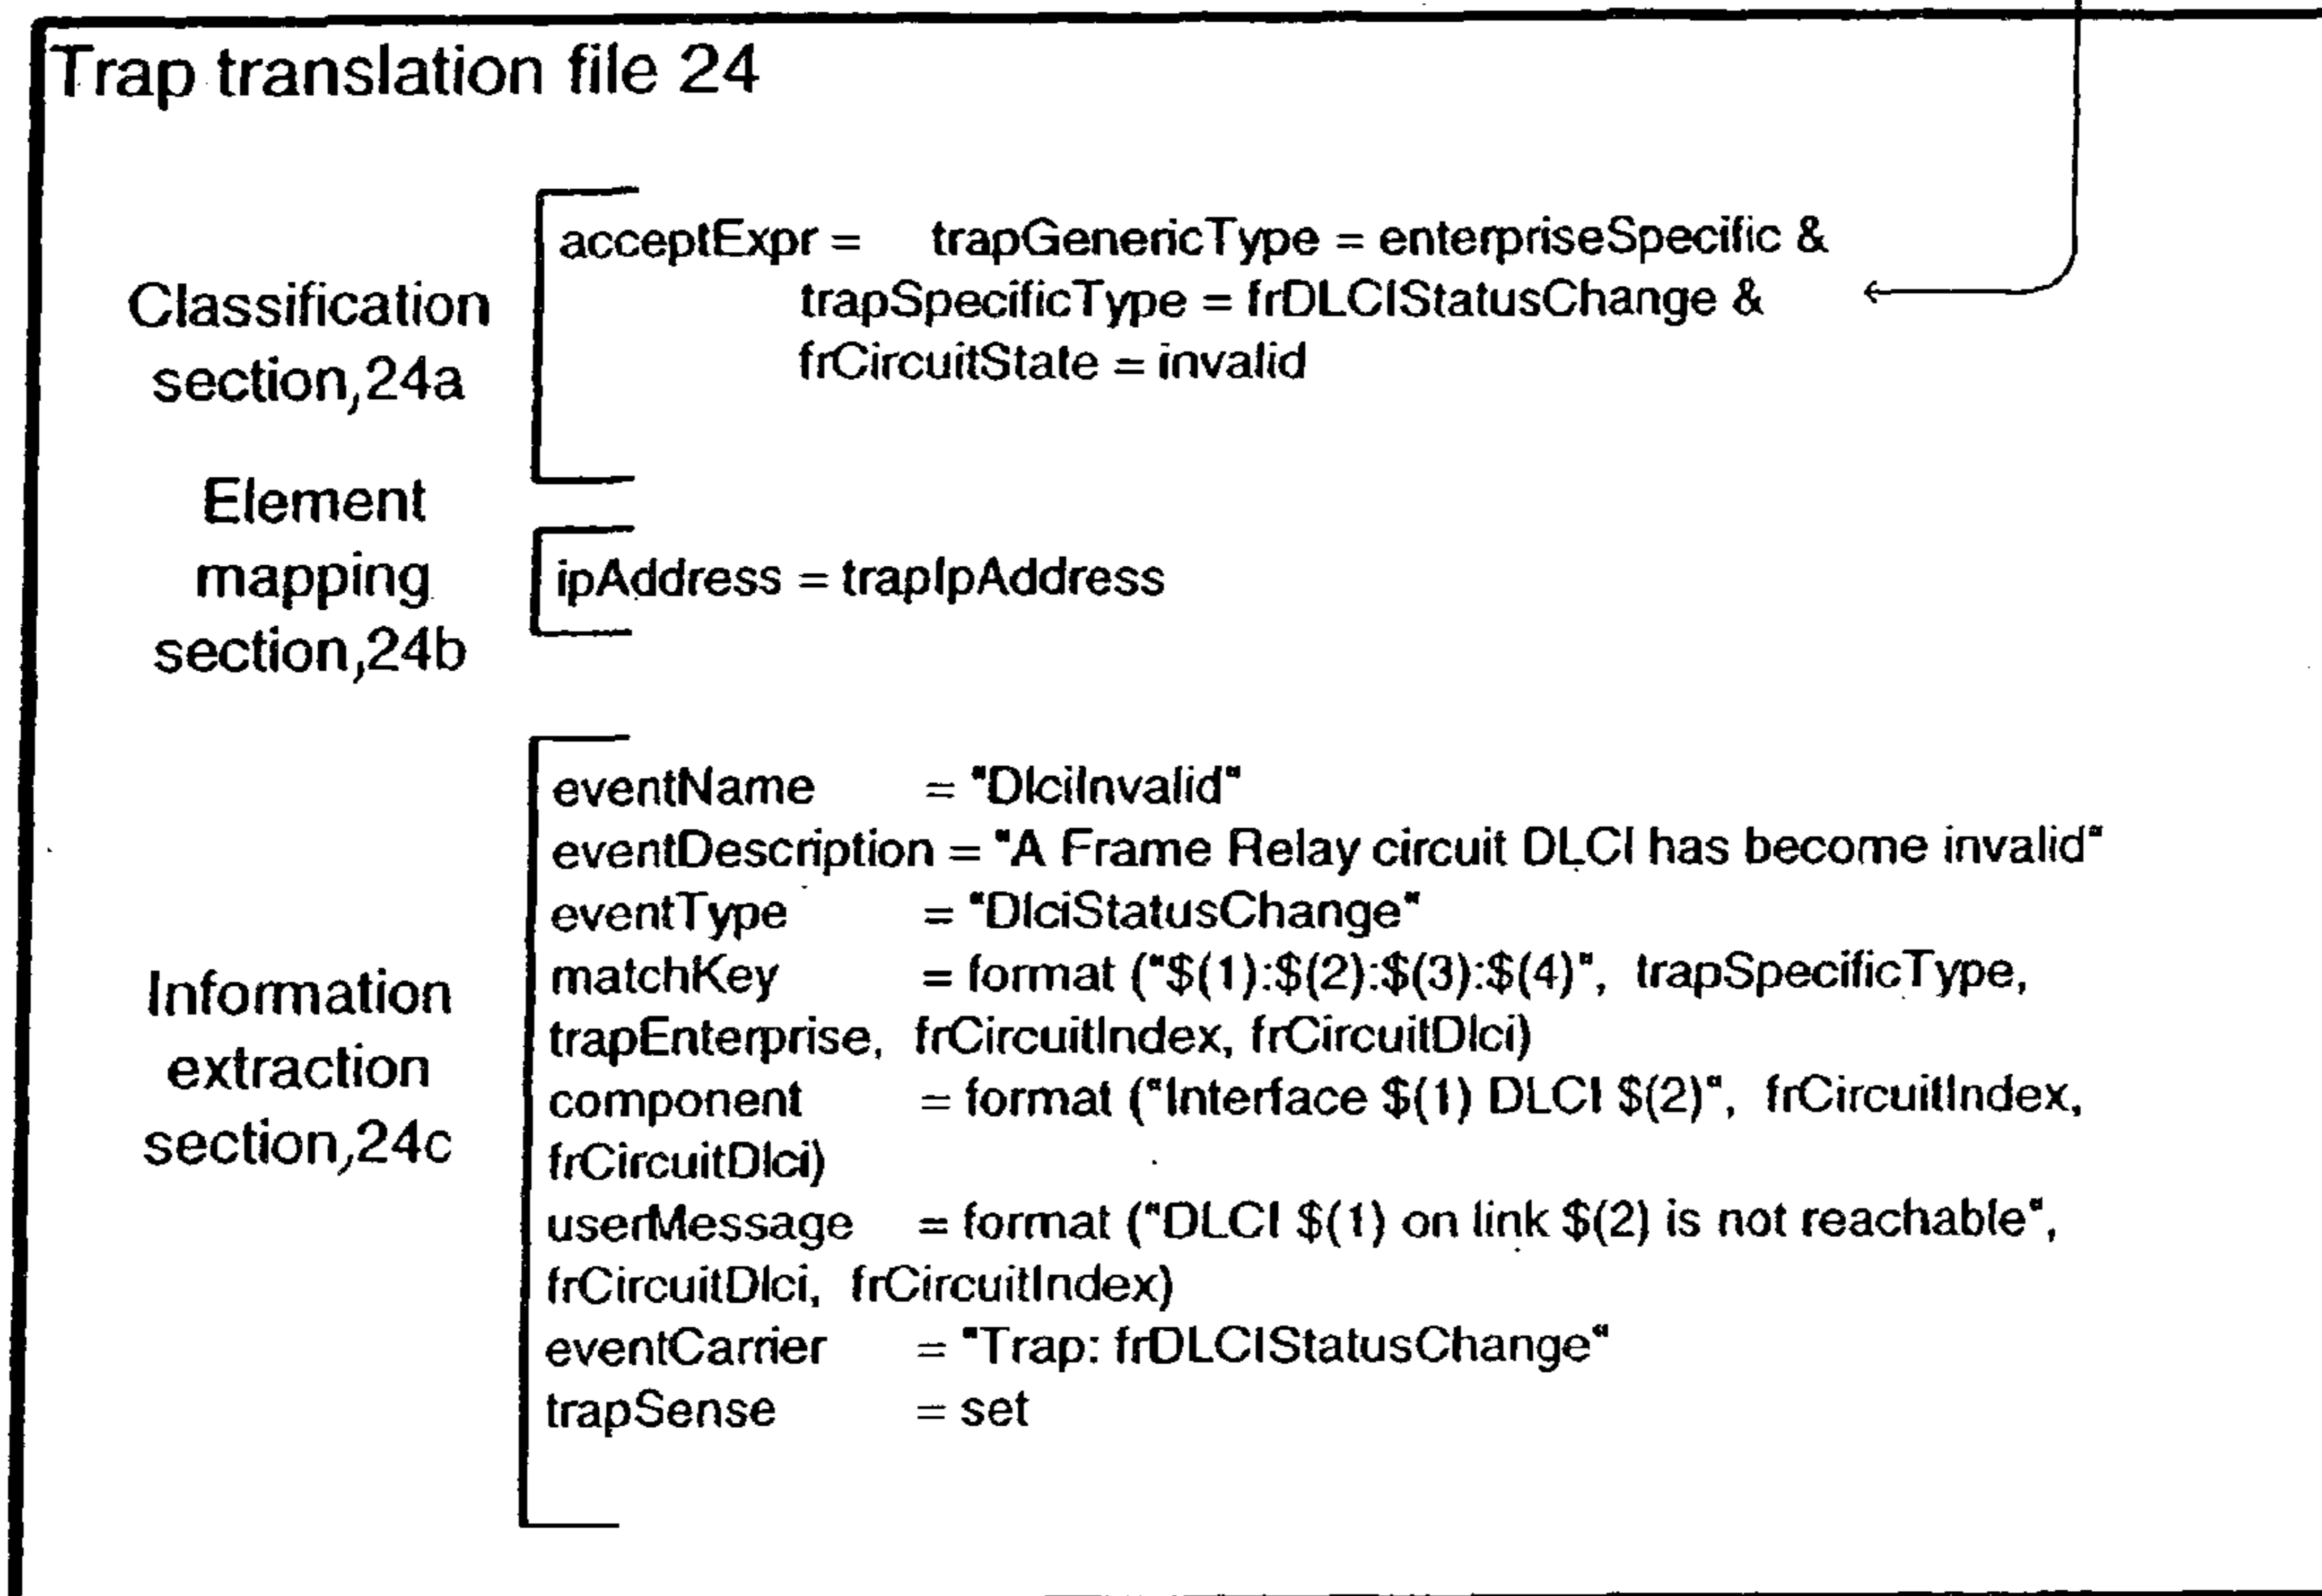 Trap translation file 24
Classification
section,24a
acceptExpr = trapGenericType = enterpriseSpecific &
trapSpecificType = frDLCIStatusChange &
frCircuitState = invalid
Element
mapping
section,24b
ipAddress = trapIpAddress
Information
extraction
section,24c
eventName = "DlciInvalid"
eventDescription = "A Frame Relay circuit DLCI has become invalid"
eventType = "DlciStatusChange"
matchKey = format ("$(1):$(2):$(3):$(4)", trapSpecificType,
trapEnterprise, frCircuitIndex, frCircuitDlci)
component = format ("Interface $(1) DLCI $(2)", frCircuitIndex,
frCircuitDlci)
userMessage = format ("DLCI $(1) on link $(2) is not reachable",
frCircuitDlci, frCircuitIndex)
eventCarrier = "Trap: frDLCIStatusChange"
trapSense = set